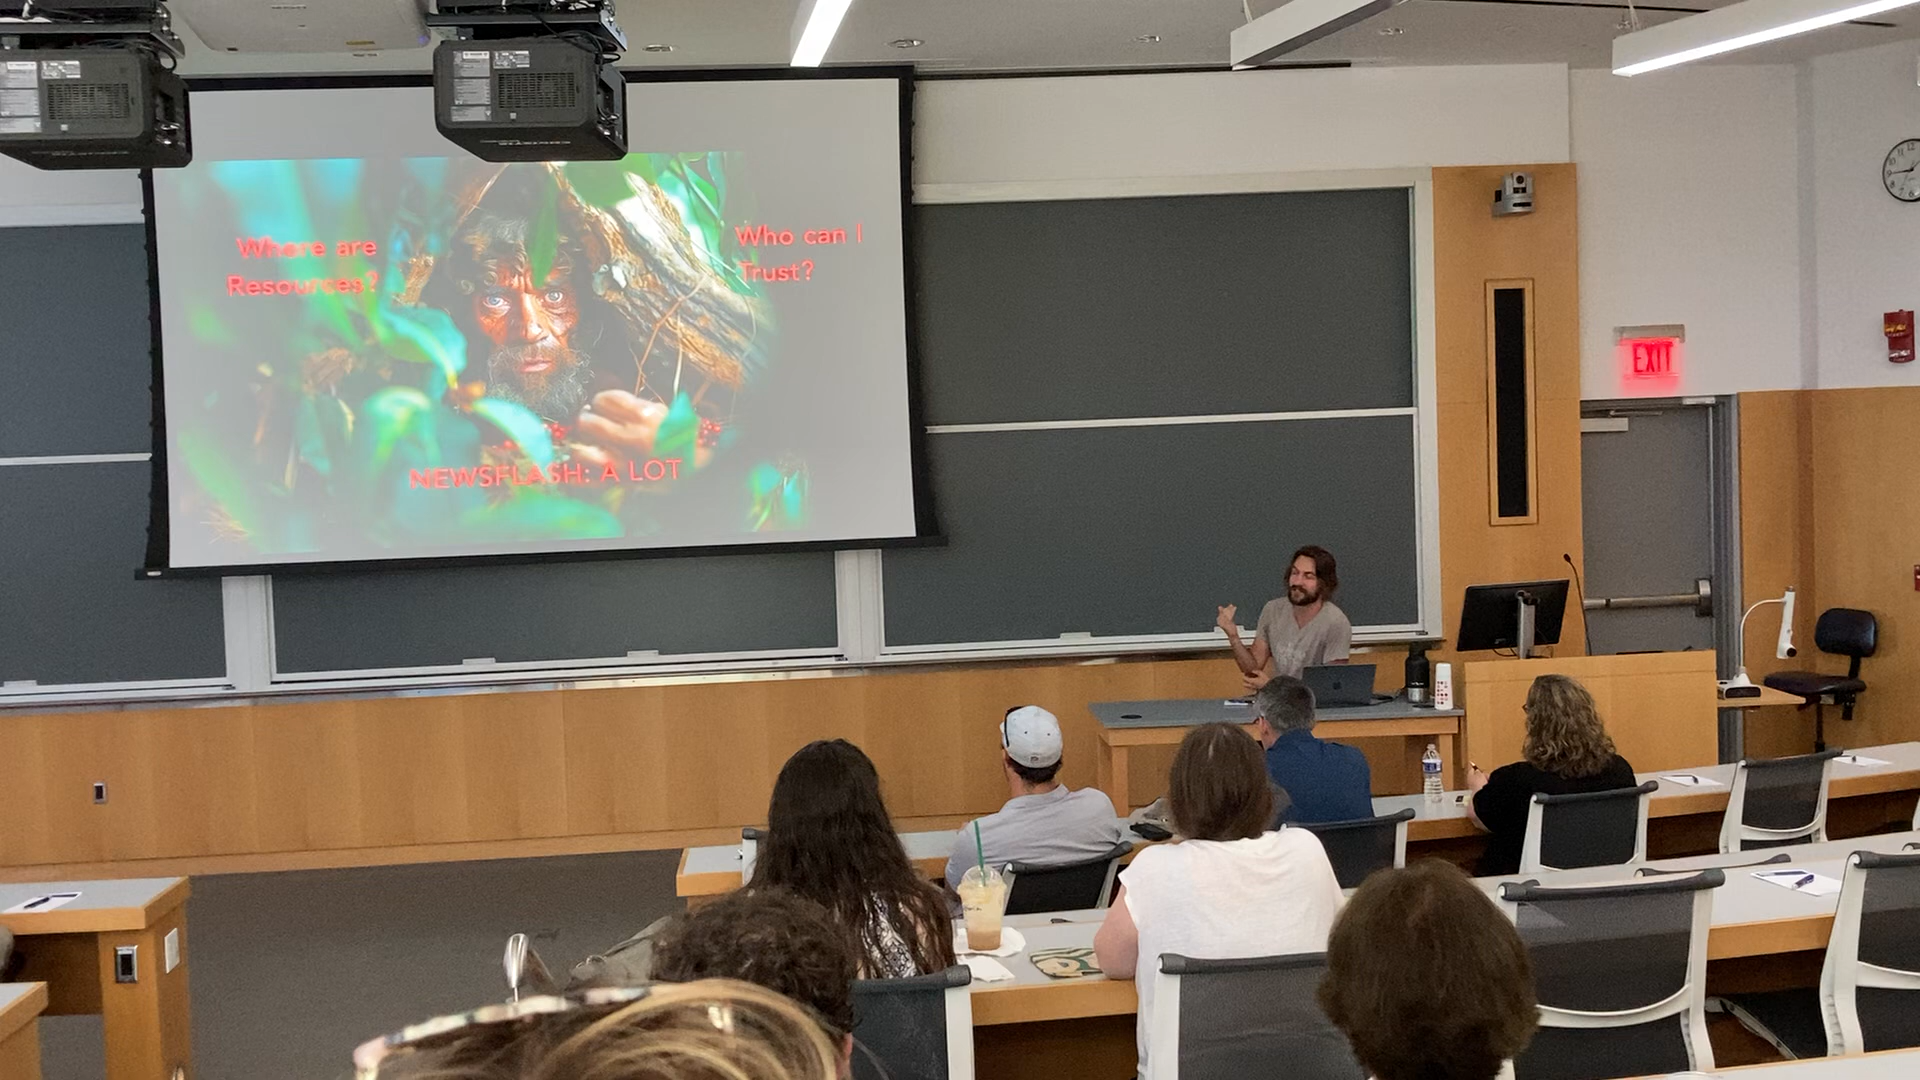 Where are
Resources?
Who can I
Trust?
NEWSFLASH: A LOT
EXIT